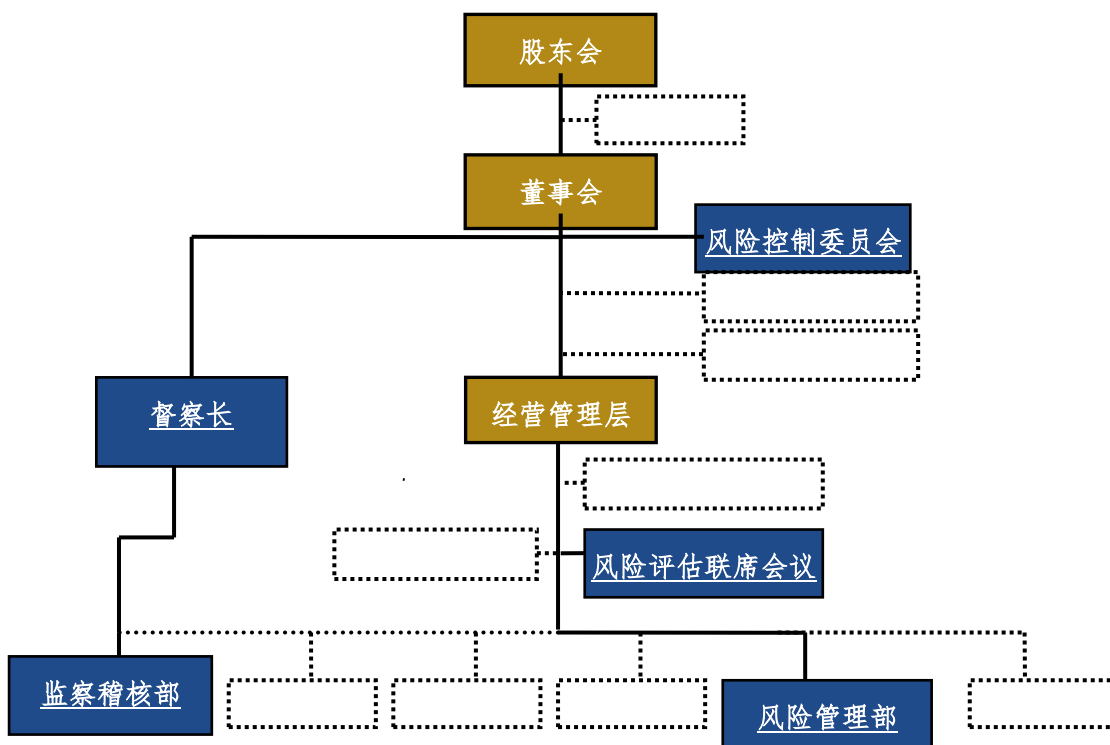 股东会
董事会
风险控制委员会
督察长
经营管理层
风险评估联席会议
监察稽核部
风险管理部